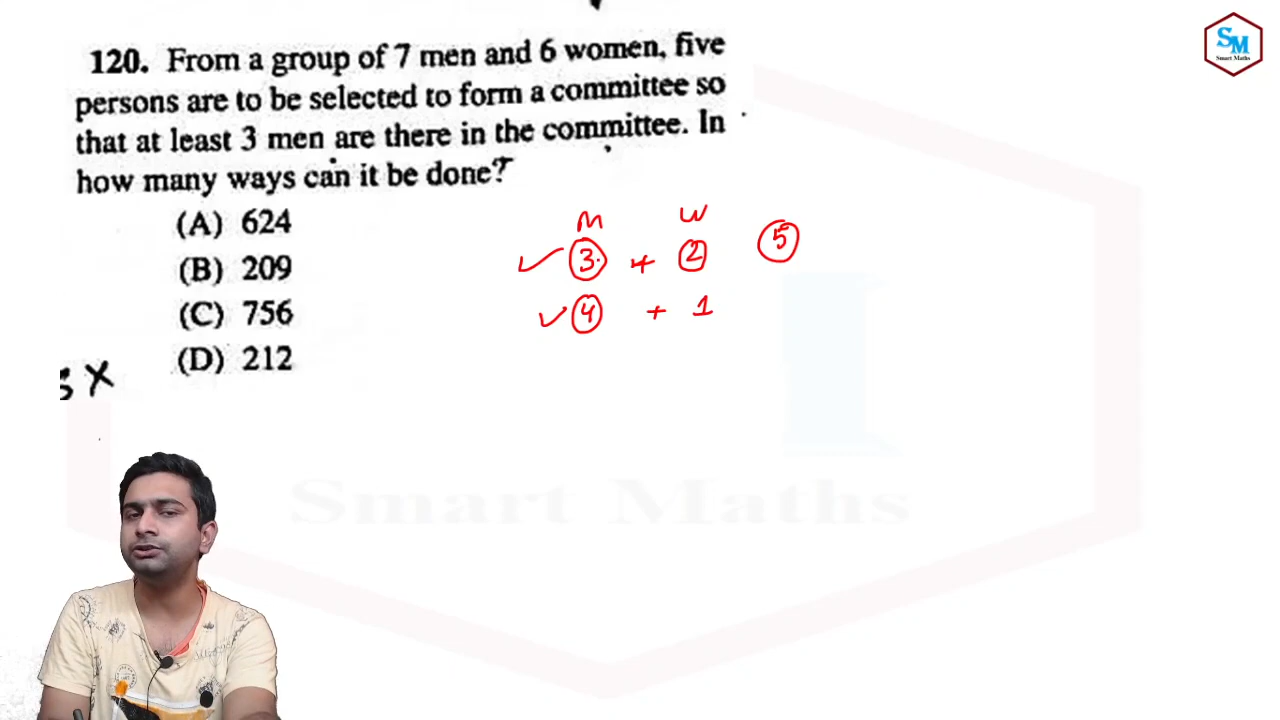 120. From a group of 7 men and 6 women, five
persons are to be selected to form a committee so
that at least 3 men are there in the committee. In
how many ways can it be done?
(A) 624
(B) 209
(C) 756
(D) 212
M W
3 + 2 5
4 + 1
SM
Smart Maths
Smart Maths